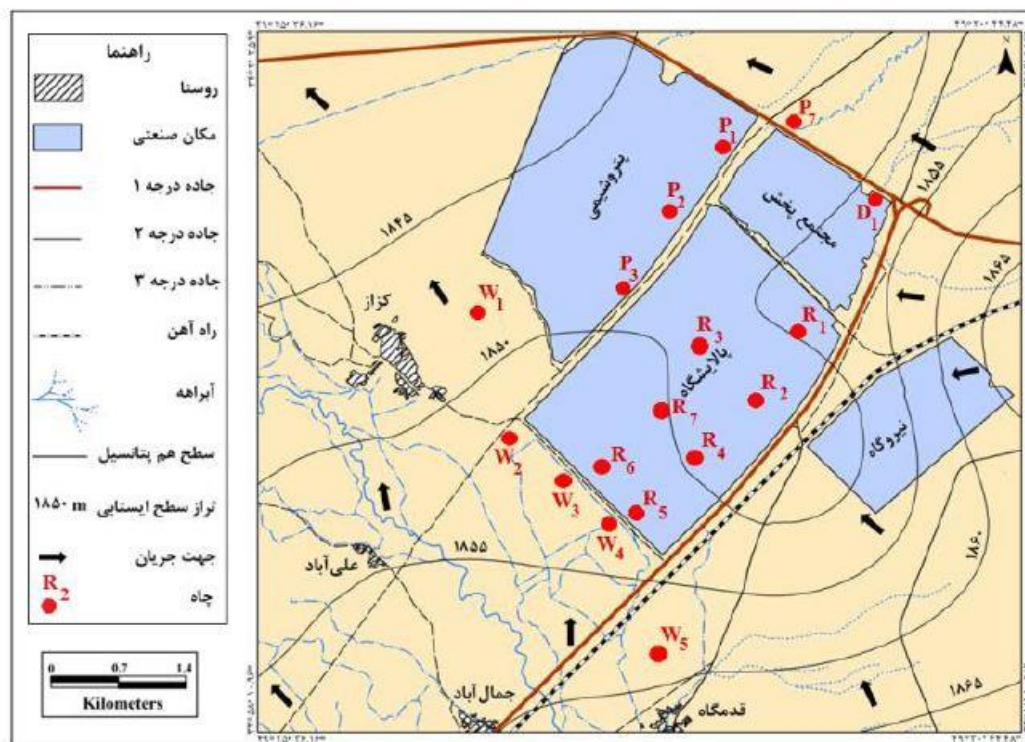 راهنما
روستا
مکان صنعتی
جاده درجه ۱
جاده درجه ۲
جاده درجه ۳
راه آهن
آبراهه
سطح هم پتانسیل
تراز سطح ایستابی ۱۸۵۰ m
جهت جریان
چاه
R₂
0 0.7 1.4
Kilometers
P₇
P₁
P₂
P₃
پتروشیمی
مجتمع پخش
D₁
۱۸۵۵
۱۸۶۵
۱۸۴۵
کزاز
W₁
۱۸۵۰
R₁
R₃
پالایشگاه
R₂
R₇
نیروگاه
R₄
W₂
R₆
W₃
R₅
W₄
۱۸۵۵
علی‌آباد
۱۸۶۰
W₅
۱۸۶۵
جمال آباد
قدمگاه